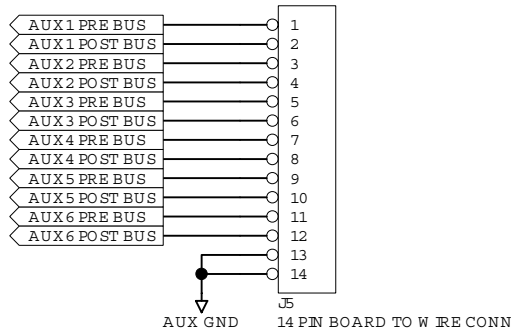 AUX1 PRE BUS 1
AUX1 POST BUS 2
AUX2 PRE BUS 3
AUX2 POST BUS 4
AUX3 PRE BUS 5
AUX3 POST BUS 6
AUX4 PRE BUS 7
AUX4 POST BUS 8
AUX5 PRE BUS 9
AUX5 POST BUS 10
AUX6 PRE BUS 11
AUX6 POST BUS 12
13
14
J5
AUX GND 14 PIN BOARD TO WIRE CONN